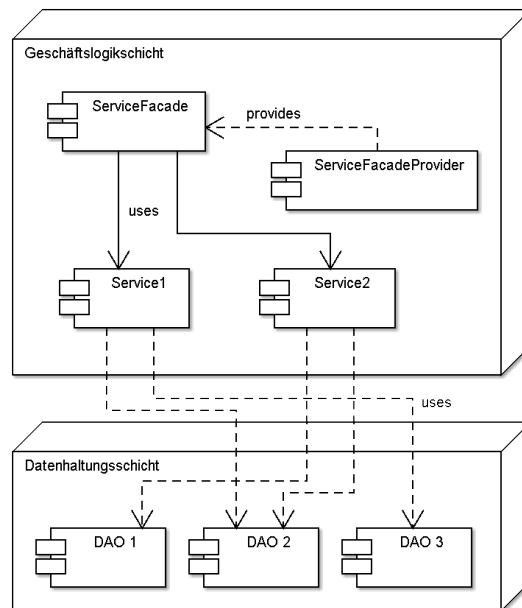 Geschäftslogikschicht
ServiceFacade
provides
ServiceFacadeProvider
uses
Service1
Service2
uses
Datenhaltungsschicht
DAO 1
DAO 2
DAO 3